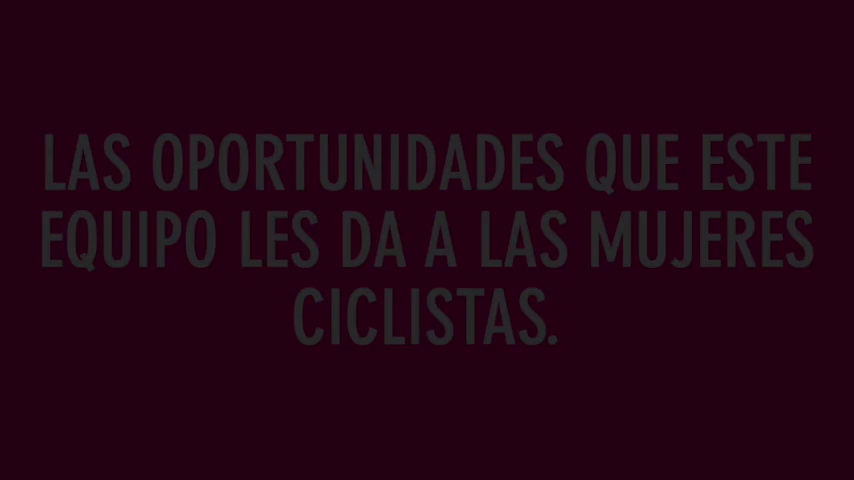 LAS OPORTUNIDADES QUE ESTE
EQUIPO LES DA A LAS MUJERES
CICLISTAS.